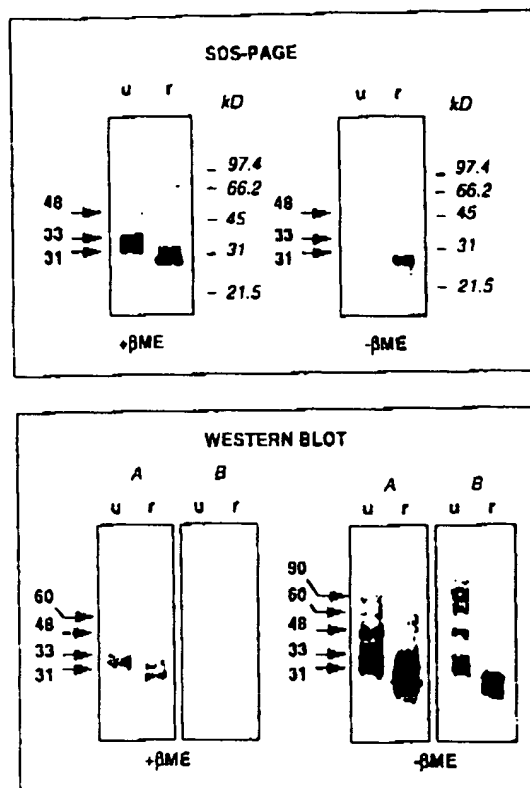 SDS-PAGE
u r kD u r kD
97.4 97.4
66.2 66.2
48 45 48 45
33 33
31 31 31 31
21.5 21.5
+βME -βME
WESTERN BLOT
A B A B
u r u r u r u r
90
60 60
48 48
33 33
31 31
+βME -βME